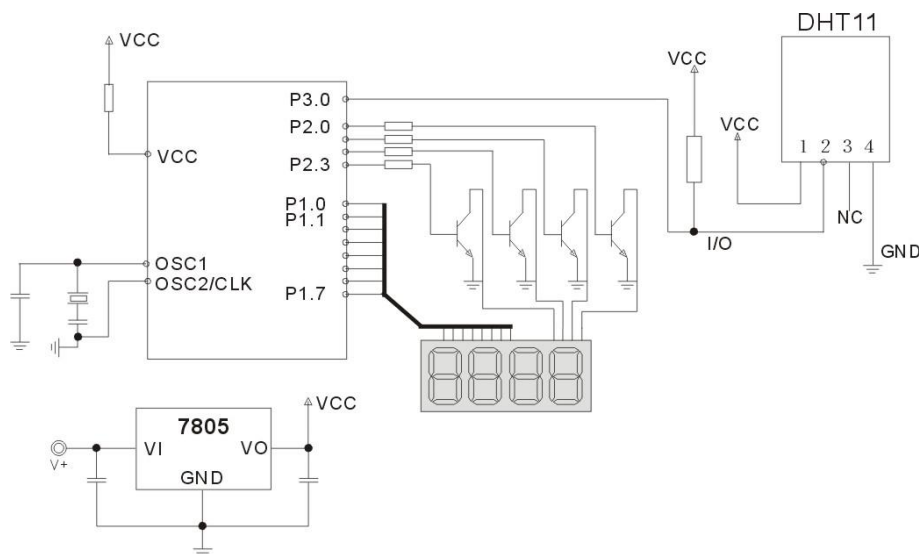 DHT11
VCC
VCC
VCC
P3.0
P2.0
P2.3
VCC
P1.0
P1.1
1 2 3 4
NC
I/O
GND
OSC1
OSC2/CLK
P1.7
VCC
7805
VI VO
V+
GND